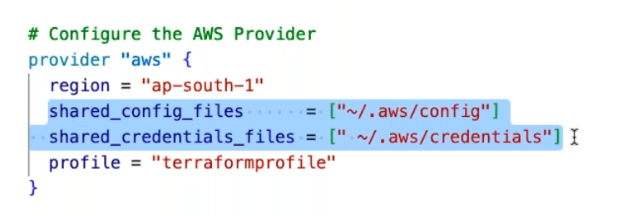 # Configure the AWS Provider
provider "aws" {
  region = "ap-south-1"
  shared_config_files      = ["~/.aws/config"]
  shared_credentials_files = [" ~/.aws/credentials"]
  profile = "terraformprofile"
}